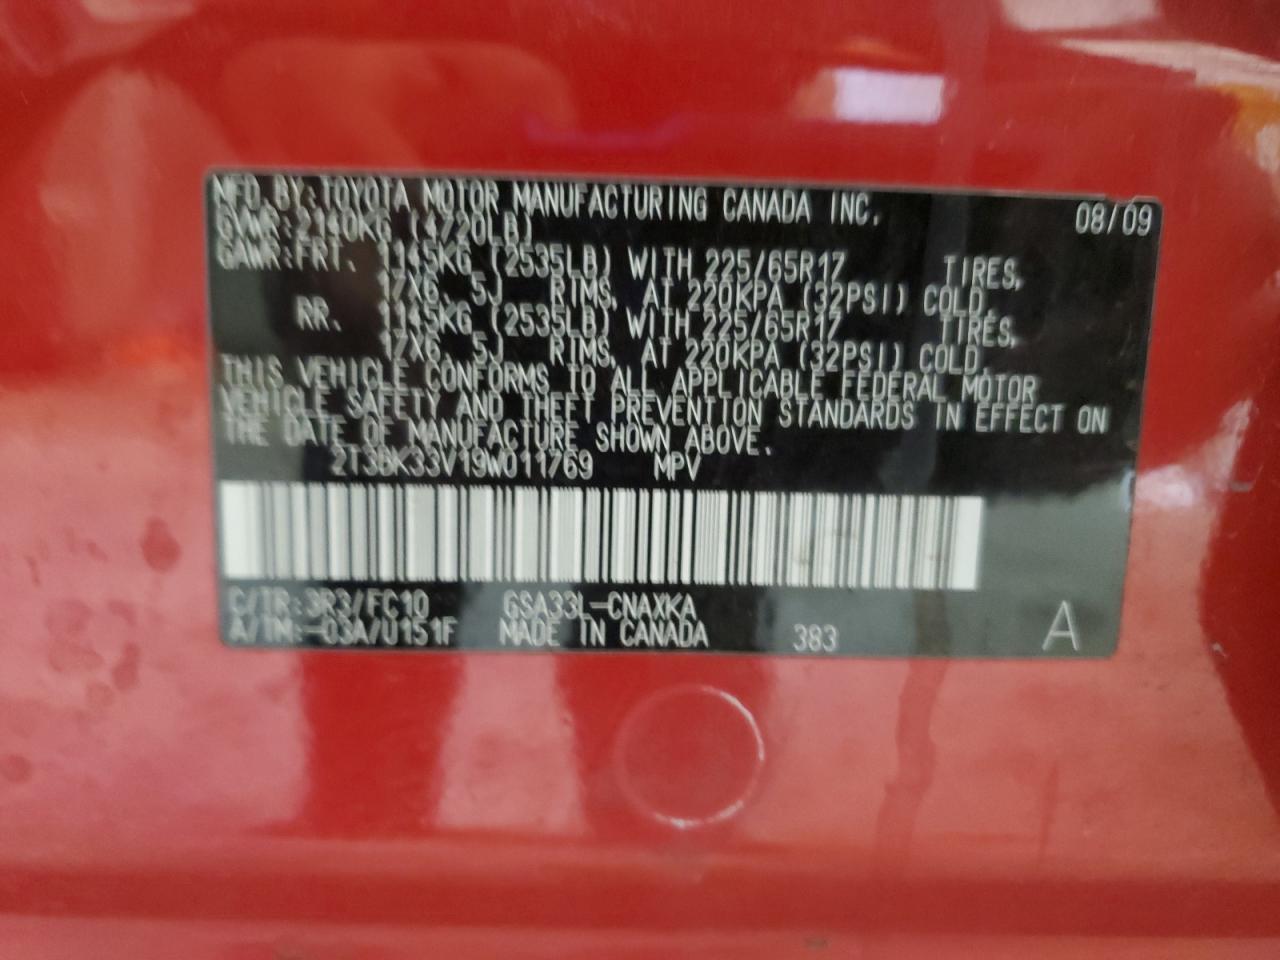 MFD. BY:TOYOTA MOTOR MANUFACTURING CANADA INC. 08/09
GVWR:2140KG (4720LB)
GAWR:FRT. 1145KG (2535LB) WITH 225/65R17 TIRES,
17X6. 5J RIMS, AT 220KPA (32PSI) COLD.
RR. 1145KG (2535LB) WITH 225/65R17 TIRES,
17X6. 5J RIMS, AT 220KPA (32PSI) COLD.
THIS VEHICLE CONFORMS TO ALL APPLICABLE FEDERAL MOTOR
VEHICLE SAFETY AND THEFT PREVENTION STANDARDS IN EFFECT ON
THE DATE OF MANUFACTURE SHOWN ABOVE.
2T3BK33V19W011769 MPV
C/TR:3R3/FC10 GSA33L-CNAXKA
A/TM:-03A/U151F MADE IN CANADA 383 A